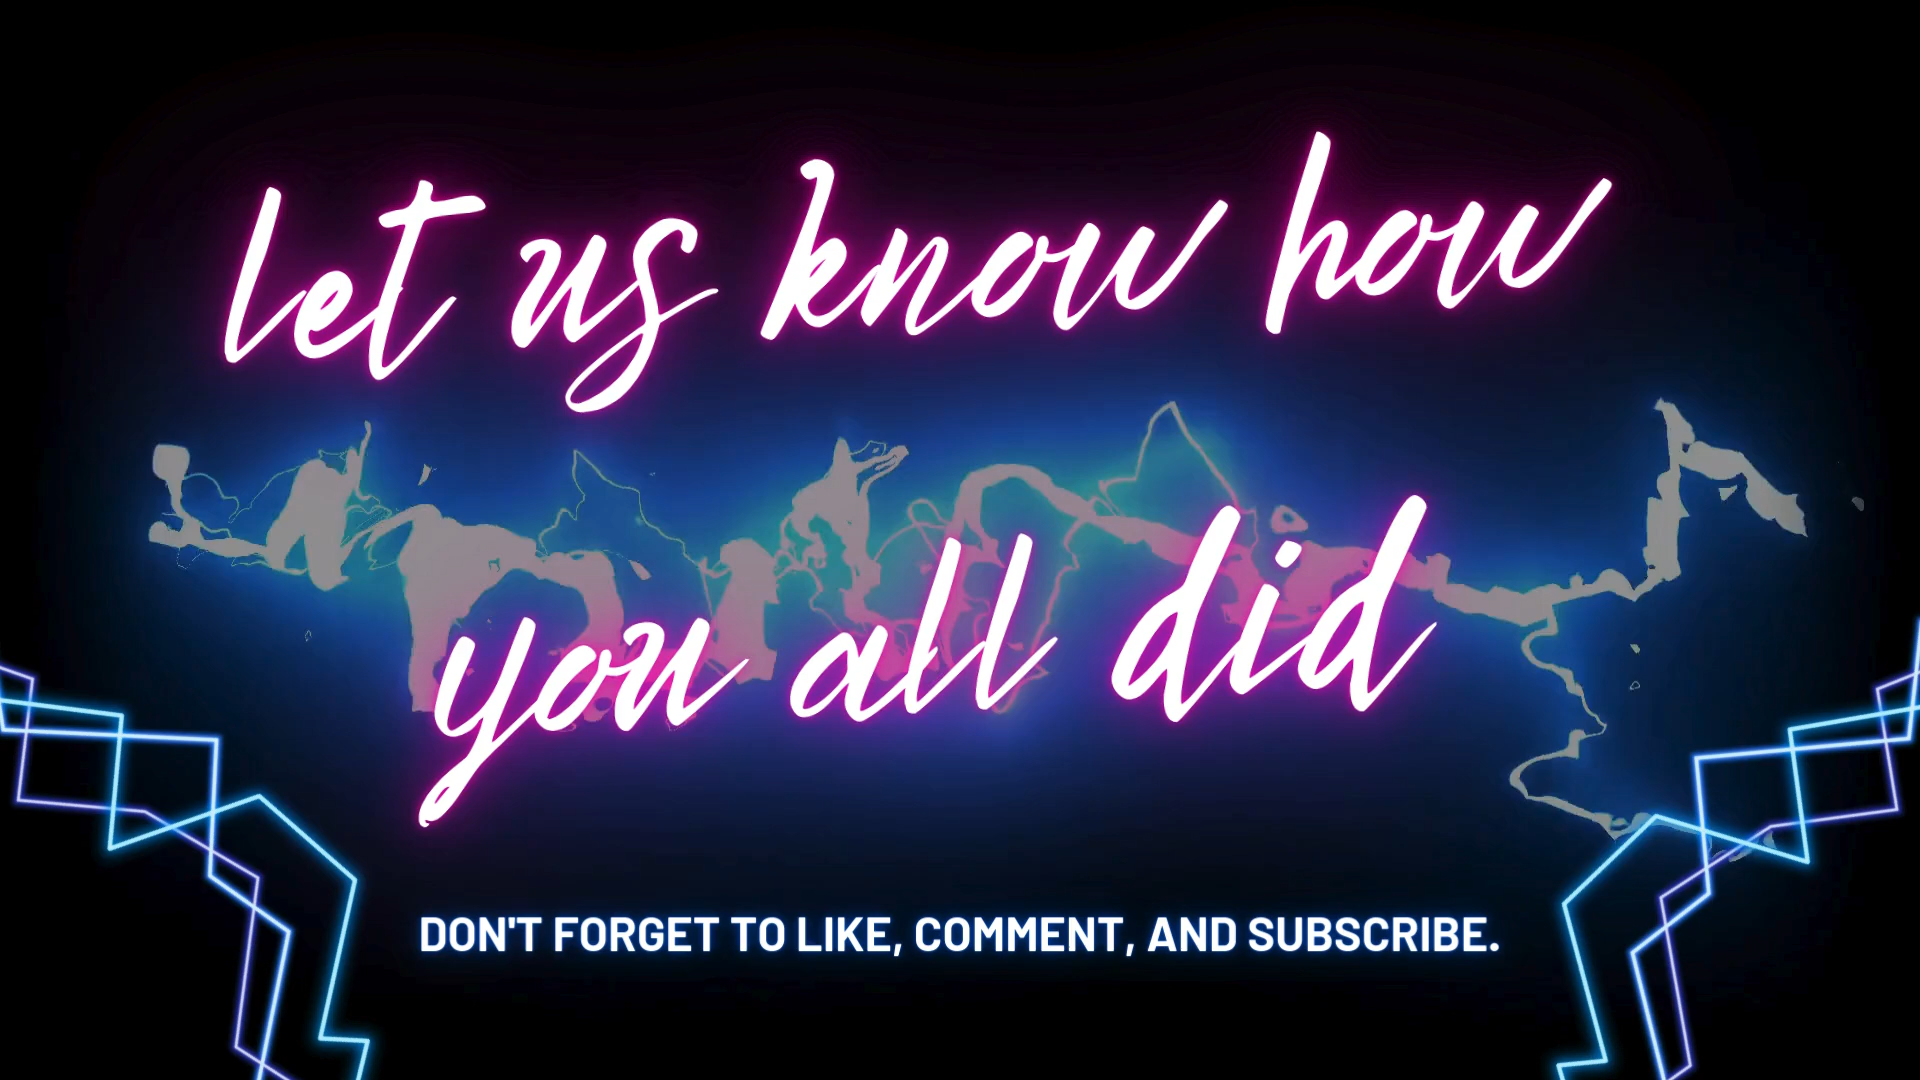 let us know how
you all did
DON'T FORGET TO LIKE, COMMENT, AND SUBSCRIBE.